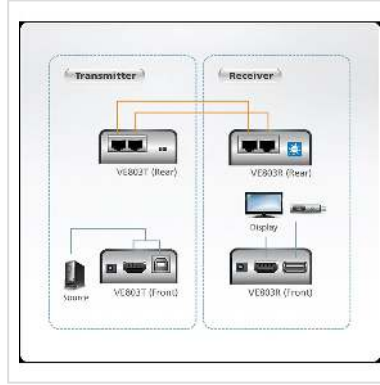 Transmitter
Receiver
VE803T (Rear)
VE803R (Rear)
Display
Source
VE803T (Front)
VE803R (Front)